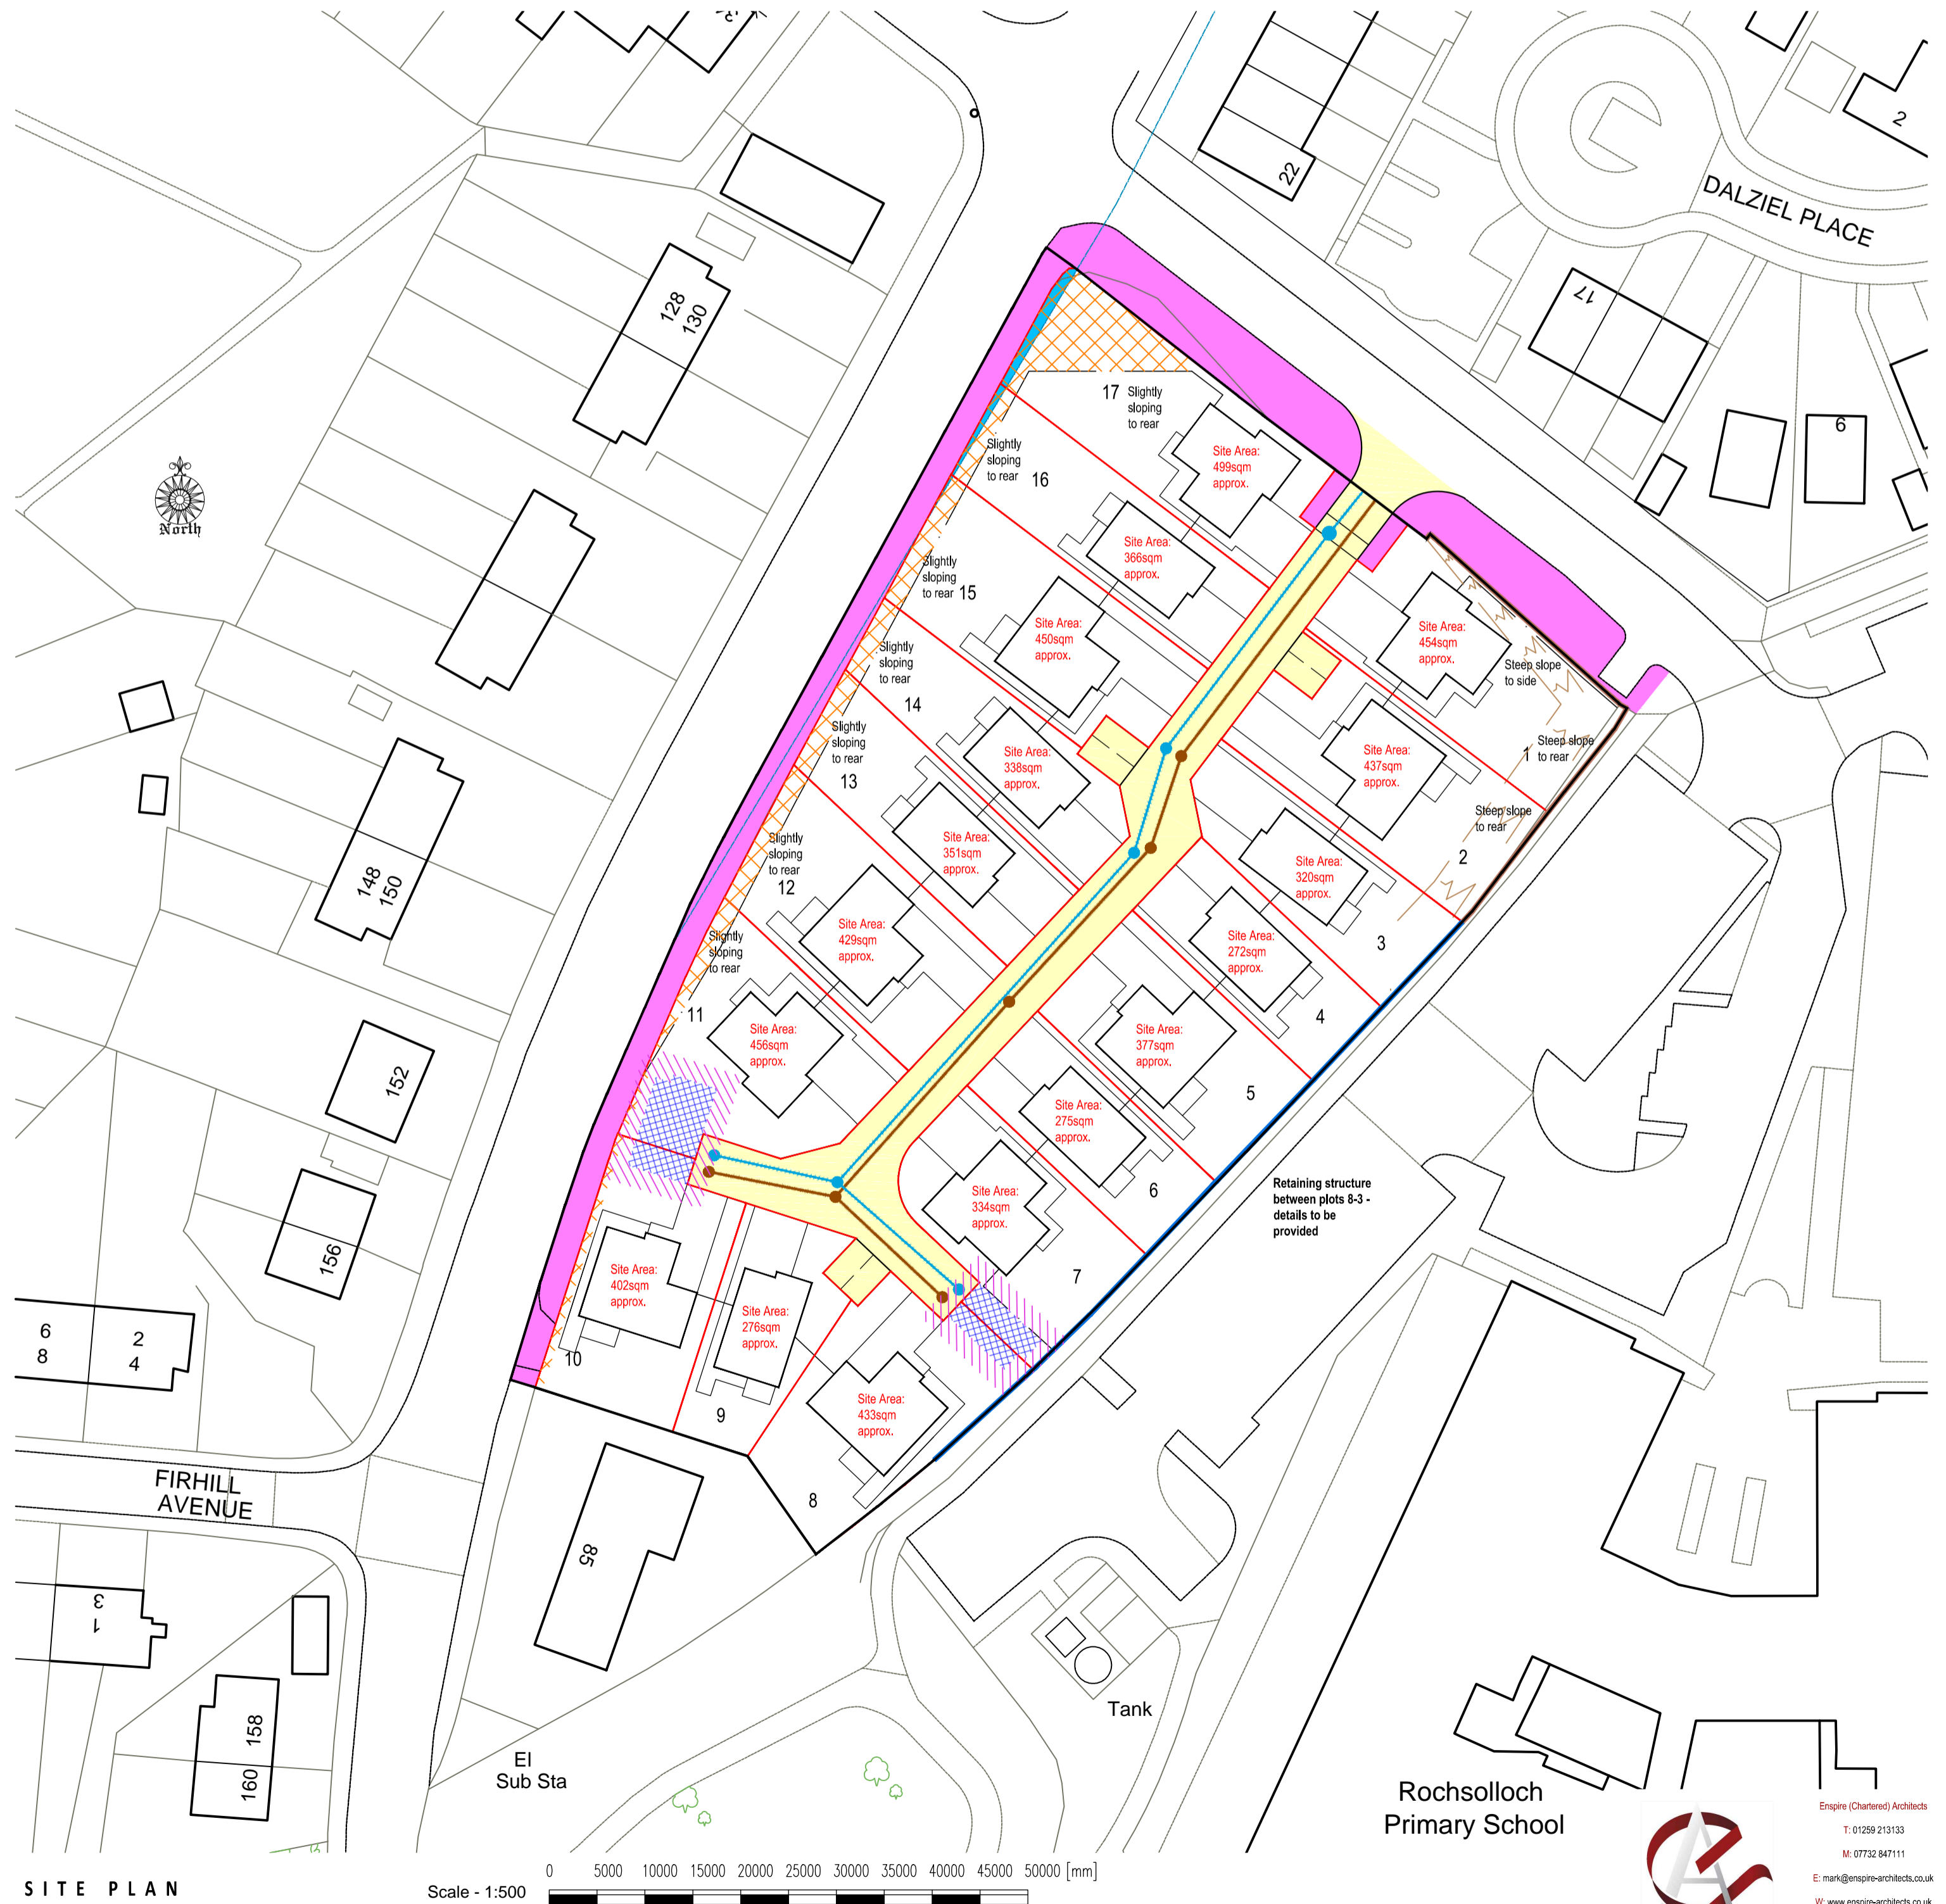 22
2
DALZIEL PLACE
17
6
128
130
North
17
Slightly
sloping
to rear
Site Area:
499sqm
approx.
Slightly
sloping
to rear
16
Site Area:
366sqm
approx.
Slightly
sloping
to rear
15
Site Area:
450sqm
approx.
Site Area:
454sqm
approx.
Steep slope
to side
Slightly
sloping
to rear
14
Site Area:
338sqm
approx.
Site Area:
437sqm
approx.
1
Steep slope
to rear
Slightly
sloping
to rear
13
Site Area:
351sqm
approx.
Site Area:
320sqm
approx.
Steep slope
to rear
2
Slightly
sloping
to rear
12
148
150
Site Area:
429sqm
approx.
Site Area:
272sqm
approx.
3
Slightly
sloping
to rear
11
Site Area:
456sqm
approx.
Site Area:
377sqm
approx.
4
152
Site Area:
275sqm
approx.
5
Site Area:
334sqm
approx.
6
Retaining structure
between plots 8-3 -
details to be
provided
156
Site Area:
402sqm
approx.
Site Area:
276sqm
approx.
7
6
8
2
4
10
9
Site Area:
433sqm
approx.
8
FIRHILL
AVENUE
85
3
1
158
160
Tank
El
Sub Sta
Rochsolloch
Primary School
Enspire (Chartered) Architects
T: 01259 213133
M: 07732 847111
E: mark@enspire-architects.co.uk
W: www.enspire-architects.co.uk
SITE PLAN
Scale - 1:500
0 5000 10000 15000 20000 25000 30000 35000 40000 45000 50000 [mm]